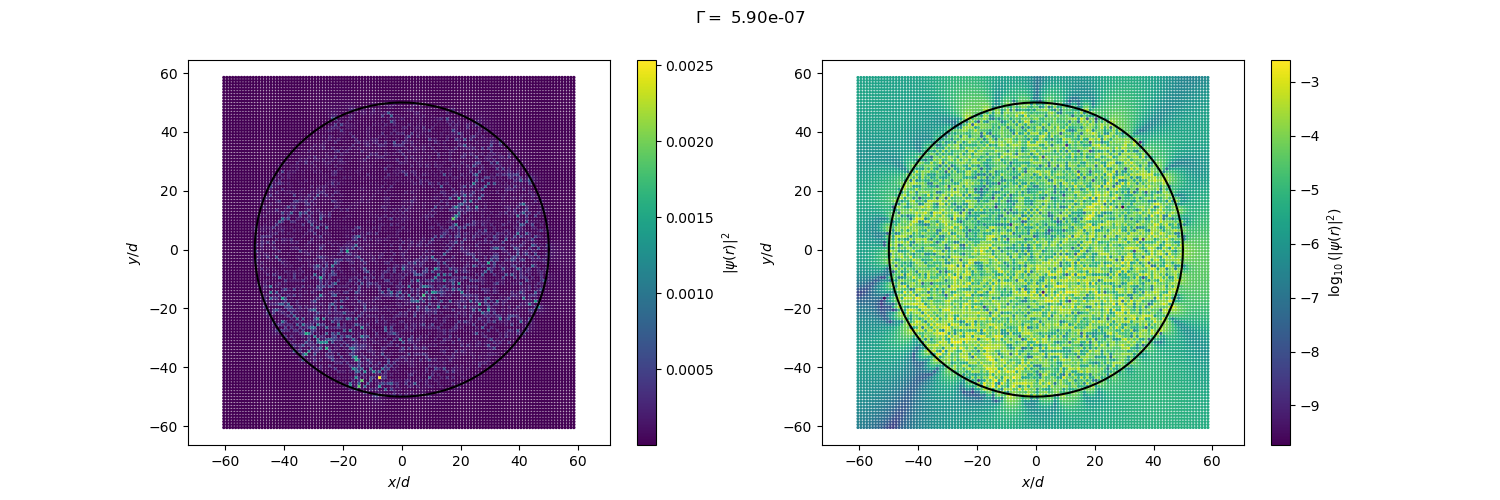 Γ = 5.90e-07
60
40
20
0
−20
−40
−60
y/d
−60 −40 −20 0 20 40 60
x/d
0.0025
0.0020
0.0015
0.0010
0.0005
|ψ(r)|²
60
40
20
0
−20
−40
−60
y/d
−60 −40 −20 0 20 40 60
x/d
−3
−4
−5
−6
−7
−8
−9
log₁₀ (|ψ(r)|²)